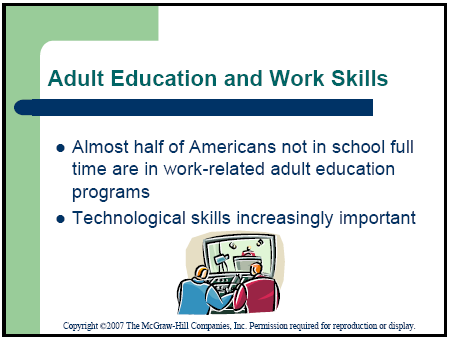 Adult Education and Work Skills
Almost half of Americans not in school full
time are in work-related adult education
programs
Technological skills increasingly important
Copyright ©2007 The McGraw-Hill Companies, Inc. Permission required for reproduction or display.